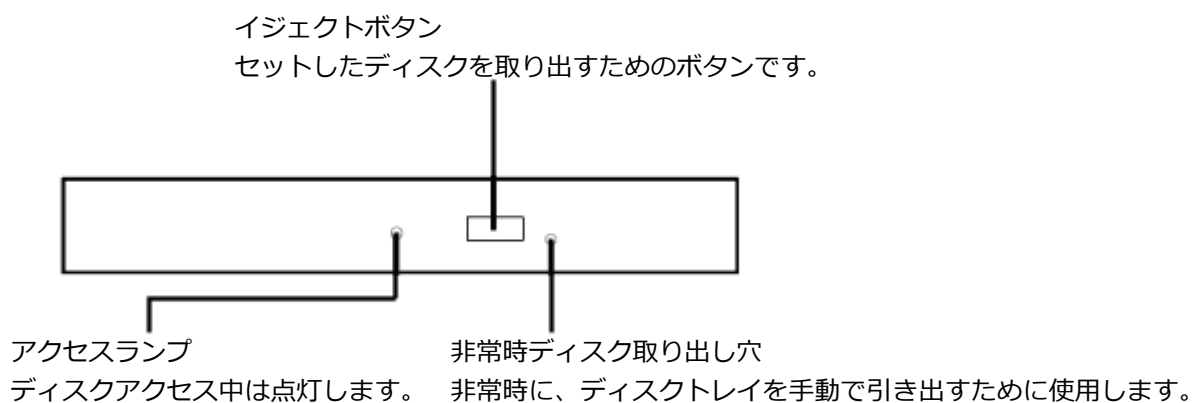 イジェクトボタン
セットしたディスクを取り出すためのボタンです。
アクセスランプ
ディスクアクセス中は点灯します。
非常時ディスク取り出し穴
非常時に、ディスクトレイを手動で引き出すために使用します。